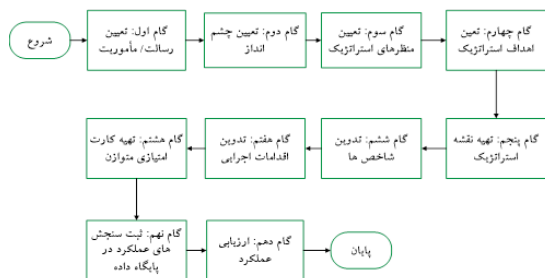 شروع
گام اول: تعیین
رسالت/ مأموریت
گام دوم: تعیین چشم
انداز
گام سوم: تعیین
منظرهای استراتژیک
گام چهارم: تعین
اهداف استراتژیک
گام پنجم: تهیه نقشه
استراتژیک
گام ششم: تدوین
شاخص ها
گام هفتم: تدوین
اقدامات اجرایی
گام هشتم: تهیه کارت
امتیازی متوازن
گام نهم: ثبت سنجش
های عملکرد در
پایگاه داده
گام دهم: ارزیابی
عملکرد
پایان